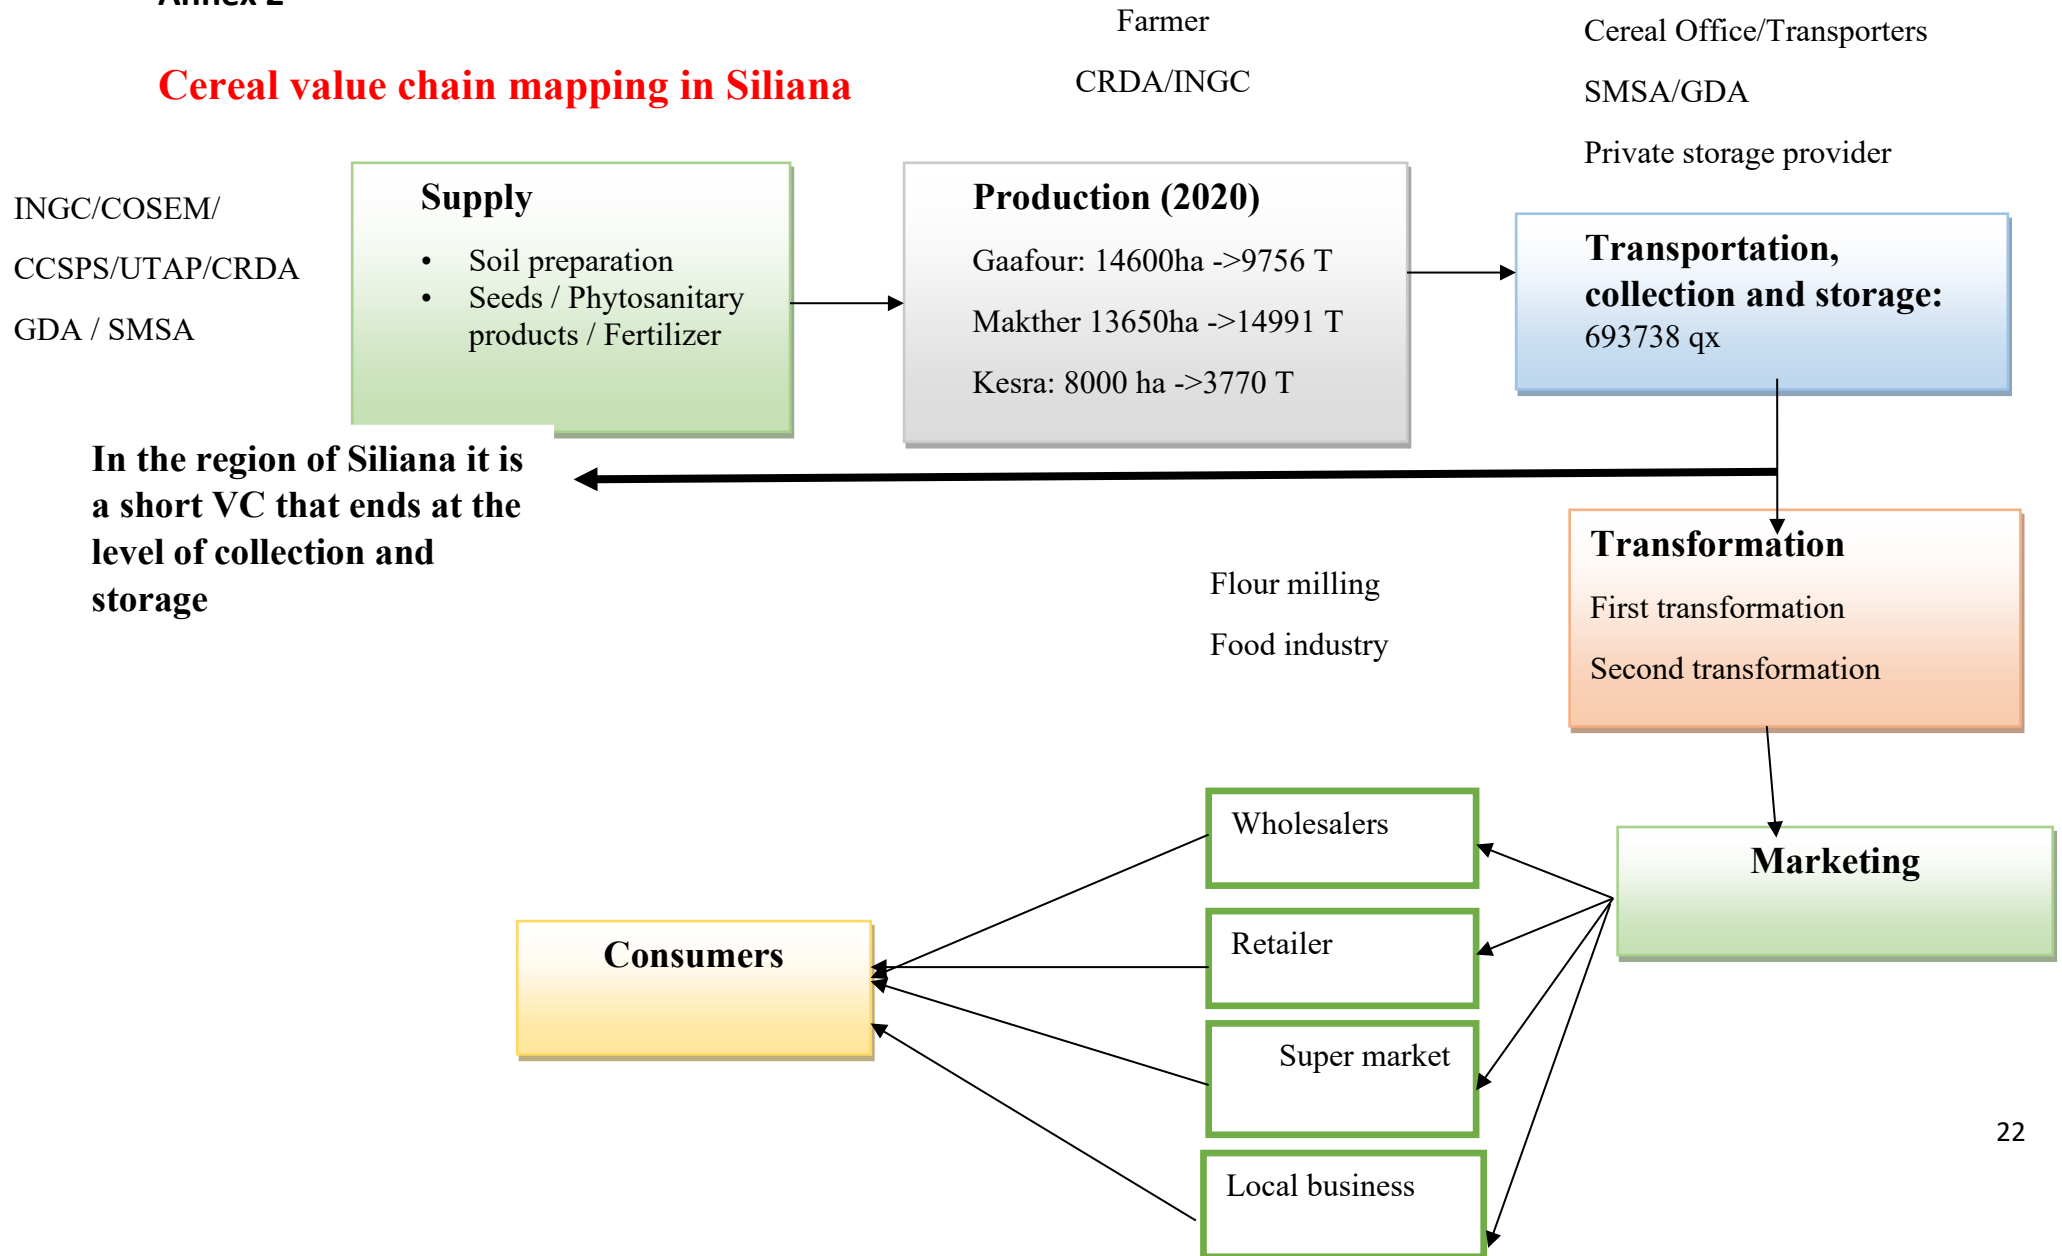 Annex 2
Cereal value chain mapping in Siliana
Farmer
CRDA/INGC
Cereal Office/Transporters
SMSA/GDA
Private storage provider
INGC/COSEM/
CCSPS/UTAP/CRDA
GDA / SMSA
Supply
• Soil preparation
• Seeds / Phytosanitary
products / Fertilizer
Production (2020)
Gaafour: 14600ha ->9756 T
Makther 13650ha ->14991 T
Kesra: 8000 ha ->3770 T
Transportation,
collection and storage:
693738 qx
In the region of Siliana it is
a short VC that ends at the
level of collection and
storage
Flour milling
Food industry
Transformation
First transformation
Second transformation
Marketing
Wholesalers
Retailer
Super market
Local business
Consumers
22